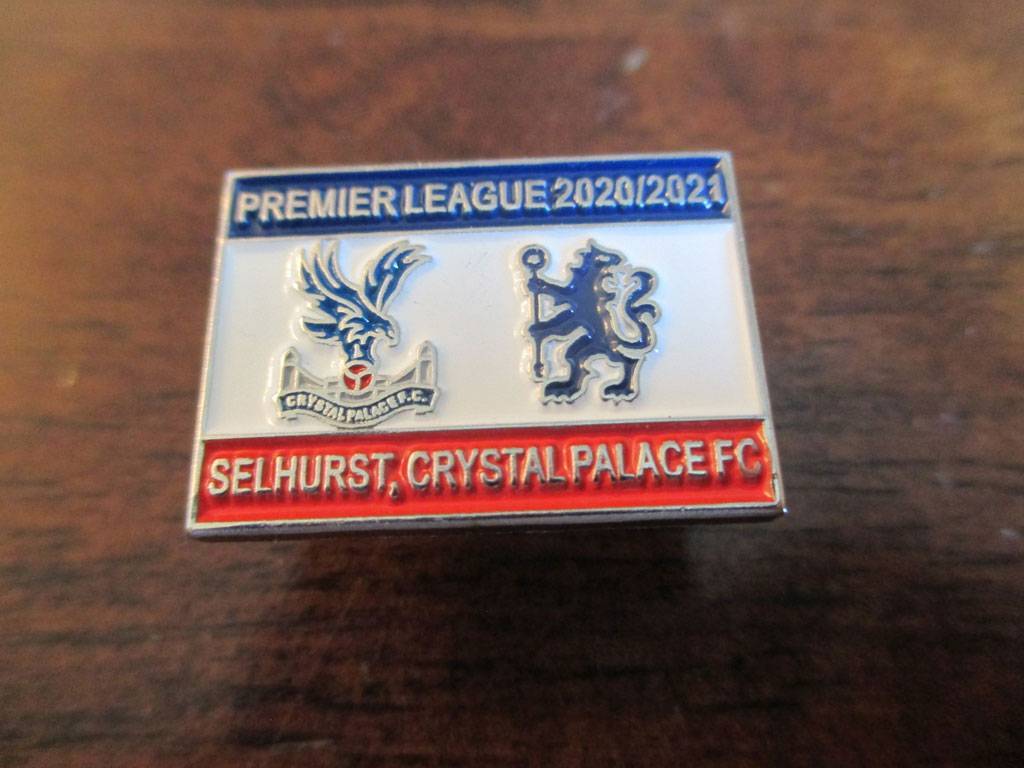 PREMIER LEAGUE 2020/2021
CRYSTAL PALACE F.C.
SELHURST, CRYSTAL PALACE FC